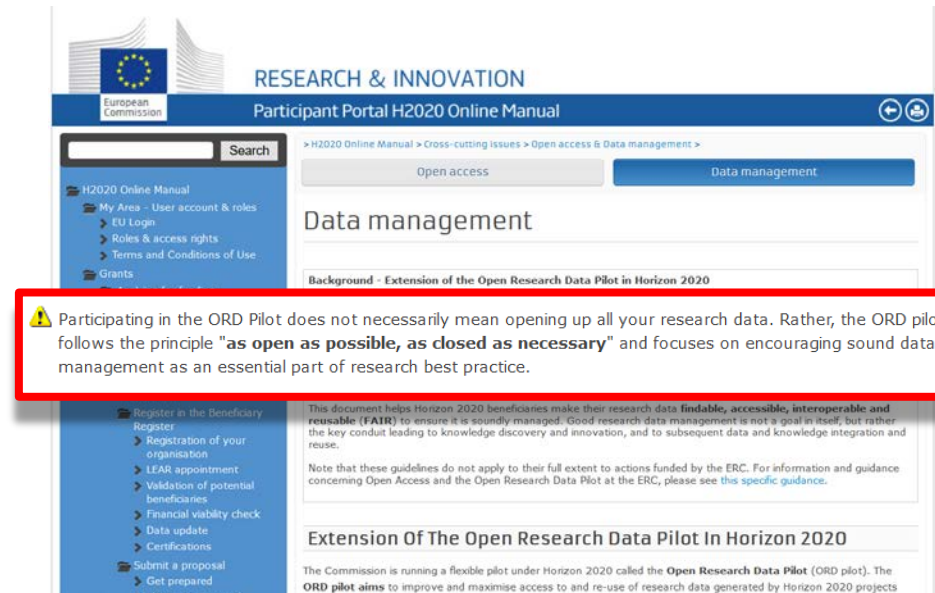 European
Commission
RESEARCH & INNOVATION
Participant Portal H2020 Online Manual
Search
H2020 Online Manual
My Area - User account & roles
EU Login
Roles & access rights
Terms and Conditions of Use
Grants
> H2020 Online Manual > Cross-cutting issues > Open access & Data management >
Open access
Data management
Data management
Background - Extension of the Open Research Data Pilot in Horizon 2020
Participating in the ORD Pilot does not necessarily mean opening up all your research data. Rather, the ORD pilo
follows the principle "as open as possible, as closed as necessary" and focuses on encouraging sound data
management as an essential part of research best practice.
Register in the Beneficiary
Register
Registration of your
organisation
LEAR appointment
Validation of potential
beneficiaries
Financial viability check
Data update
Certifications
Submit a proposal
Get prepared
This document helps Horizon 2020 beneficiaries make their research data findable, accessible, interoperable and
reusable (FAIR) to ensure it is soundly managed. Good research data management is not a goal in itself, but rather
the key conduit leading to knowledge discovery and innovation, and to subsequent data and knowledge integration and
reuse.
Note that these guidelines do not apply to their full extent to actions funded by the ERC. For information and guidance
concerning Open Access and the Open Research Data Pilot at the ERC, please see this specific guidance.
Extension Of The Open Research Data Pilot In Horizon 2020
The Commission is running a flexible pilot under Horizon 2020 called the Open Research Data Pilot (ORD pilot). The
ORD pilot aims to improve and maximise access to and re-use of research data generated by Horizon 2020 projects